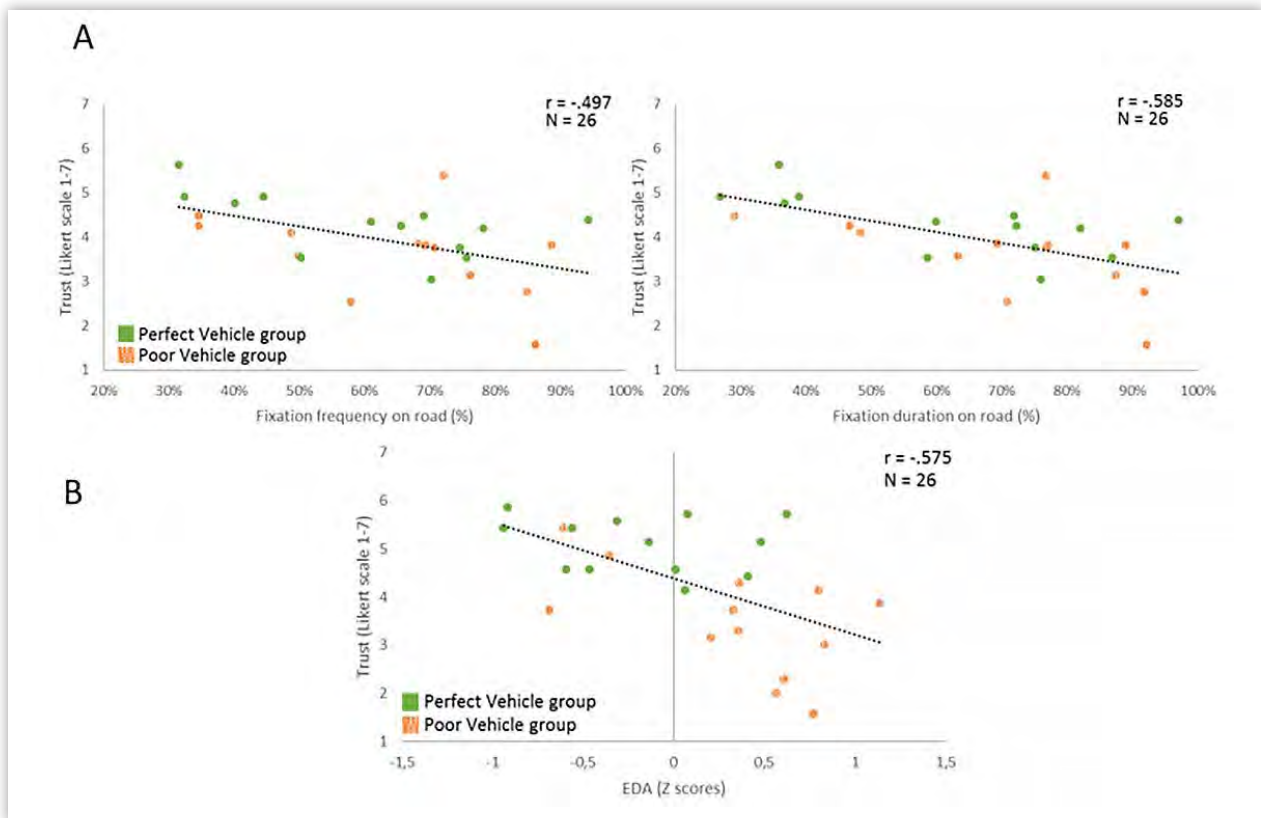 A
r = -.497
N = 26
7
6
5
4
3
2
1
Trust (Likert scale 1-7)
Perfect Vehicle group
Poor Vehicle group
20% 30% 40% 50% 60% 70% 80% 90% 100%
Fixation frequency on road (%)
r = -.585
N = 26
7
6
5
4
3
2
1
Trust (Likert scale 1-7)
20% 30% 40% 50% 60% 70% 80% 90% 100%
Fixation duration on road (%)
B
r = -.575
N = 26
7
6
5
4
3
2
1
Trust (Likert scale 1-7)
Perfect Vehicle group
Poor Vehicle group
-1,5 -1 -0,5 0 0,5 1 1,5
EDA (Z scores)